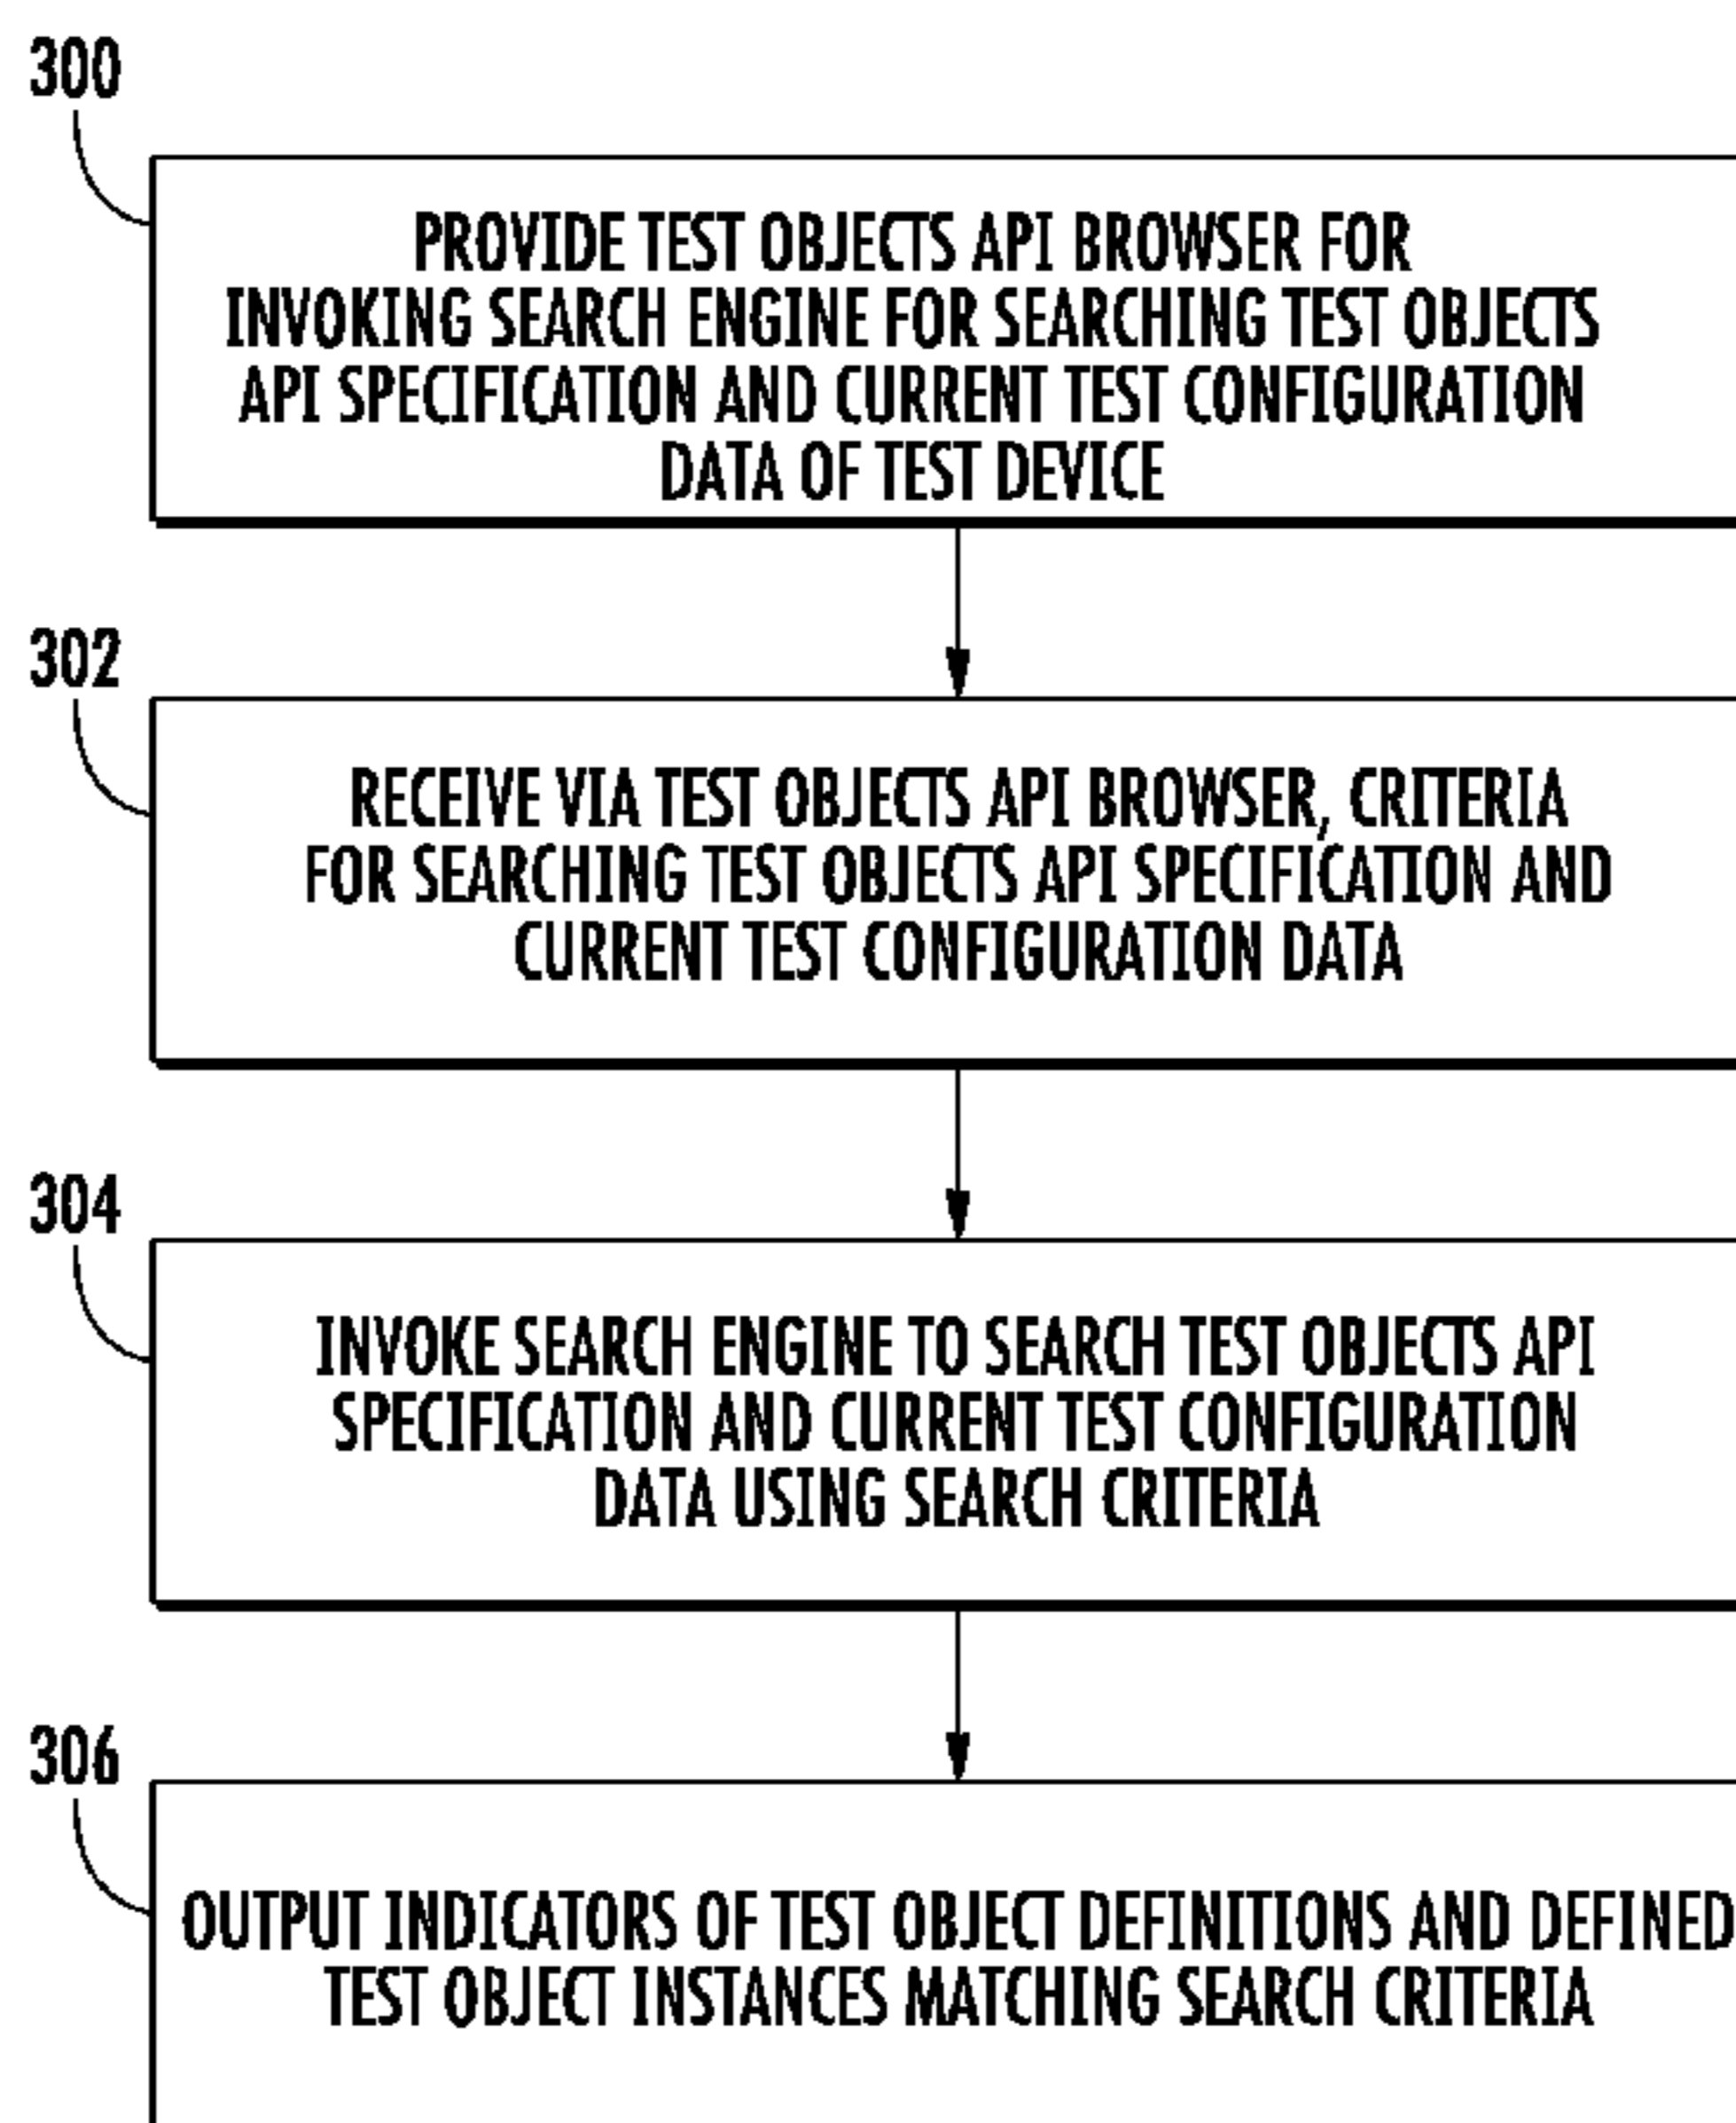 300
PROVIDE TEST OBJECTS API BROWSER FOR
INVOKING SEARCH ENGINE FOR SEARCHING TEST OBJECTS
API SPECIFICATION AND CURRENT TEST CONFIGURATION
DATA OF TEST DEVICE
302
RECEIVE VIA TEST OBJECTS API BROWSER, CRITERIA
FOR SEARCHING TEST OBJECTS API SPECIFICATION AND
CURRENT TEST CONFIGURATION DATA
304
INVOKE SEARCH ENGINE TO SEARCH TEST OBJECTS API
SPECIFICATION AND CURRENT TEST CONFIGURATION
DATA USING SEARCH CRITERIA
306
OUTPUT INDICATORS OF TEST OBJECT DEFINITIONS AND DEFINED
TEST OBJECT INSTANCES MATCHING SEARCH CRITERIA